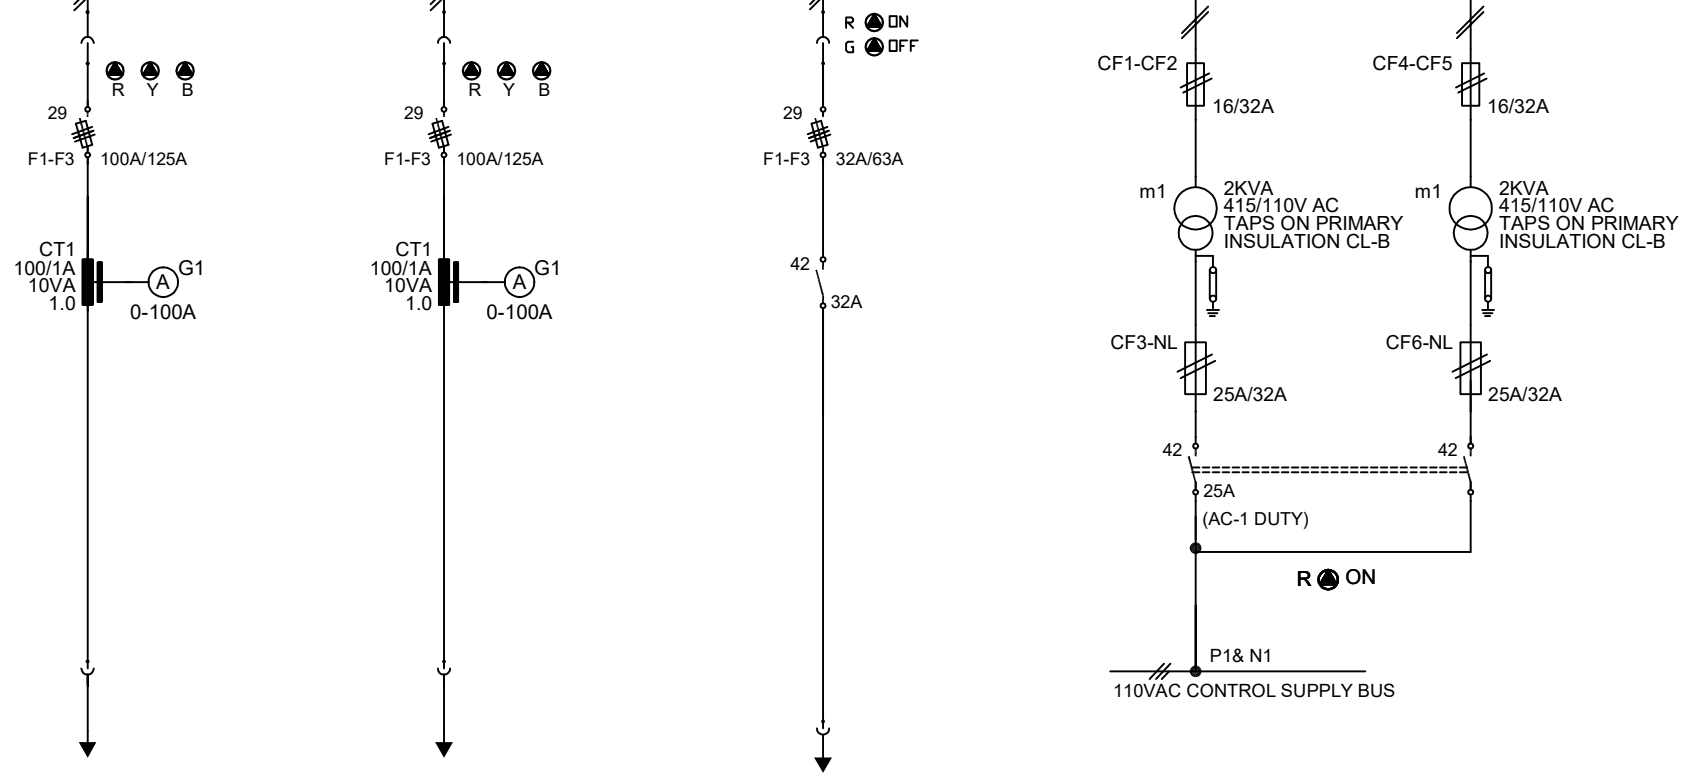 R Y B
29
F1-F3 100A/125A
CT1
100/1A
10VA
1.0
A
G1
0-100A
R Y B
29
F1-F3 100A/125A
CT1
100/1A
10VA
1.0
A
G1
0-100A
R ON
G OFF
29
F1-F3 32A/63A
42
32A
CF1-CF2
16/32A
m1
2KVA
415/110V AC
TAPS ON PRIMARY
INSULATION CL-B
CF3-NL
25A/32A
42
25A
(AC-1 DUTY)
CF4-CF5
16/32A
m1
2KVA
415/110V AC
TAPS ON PRIMARY
INSULATION CL-B
CF6-NL
25A/32A
42
R ON
P1& N1
110VAC CONTROL SUPPLY BUS